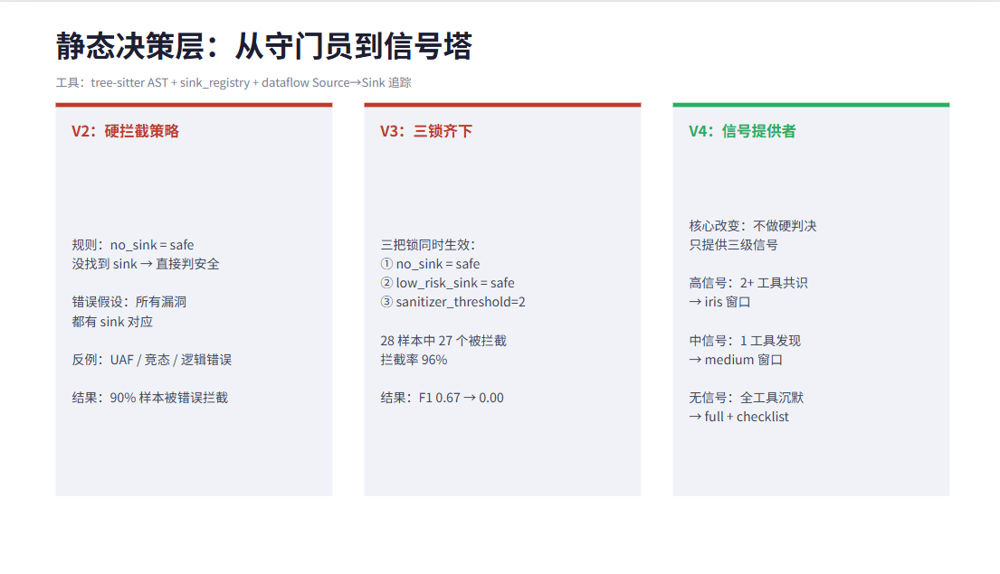 静态决策层：从守门员到信号塔
工具：tree-sitter AST + sink_registry + dataflow Source→Sink 追踪
V2：硬拦截策略
规则：no_sink = safe
没找到 sink → 直接判安全
错误假设：所有漏洞
都有 sink 对应
反例：UAF / 竞态 / 逻辑错误
结果：90% 样本被错误拦截
V3：三锁齐下
三把锁同时生效：
① no_sink = safe
② low_risk_sink = safe
③ sanitizer_threshold=2
28 样本中 27 个被拦截
拦截率 96%
结果：F1 0.67 → 0.00
V4：信号提供者
核心改变：不做硬判决
只提供三级信号
高信号：2+ 工具共识
→ iris 窗口
中信号：1 工具发现
→ medium 窗口
无信号：全工具沉默
→ full + checklist